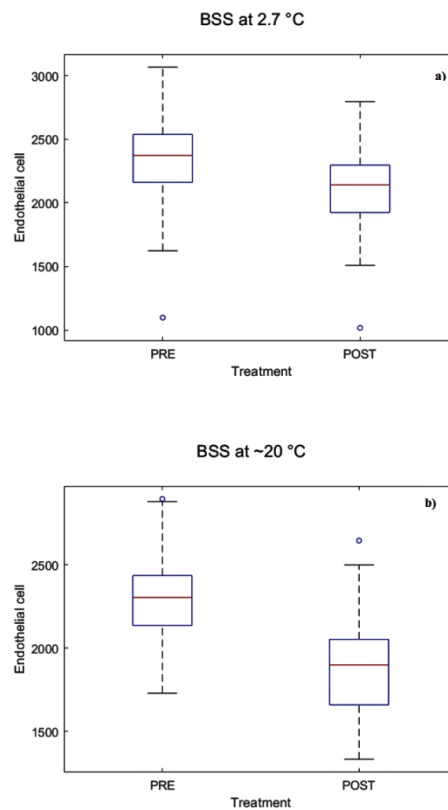 BSS at 2.7 °C
a)
3000
2500
2000
1500
1000
Endothelial cell
PRE
POST
Treatment
BSS at ~20 °C
b)
2500
2000
1500
Endothelial cell
PRE
POST
Treatment